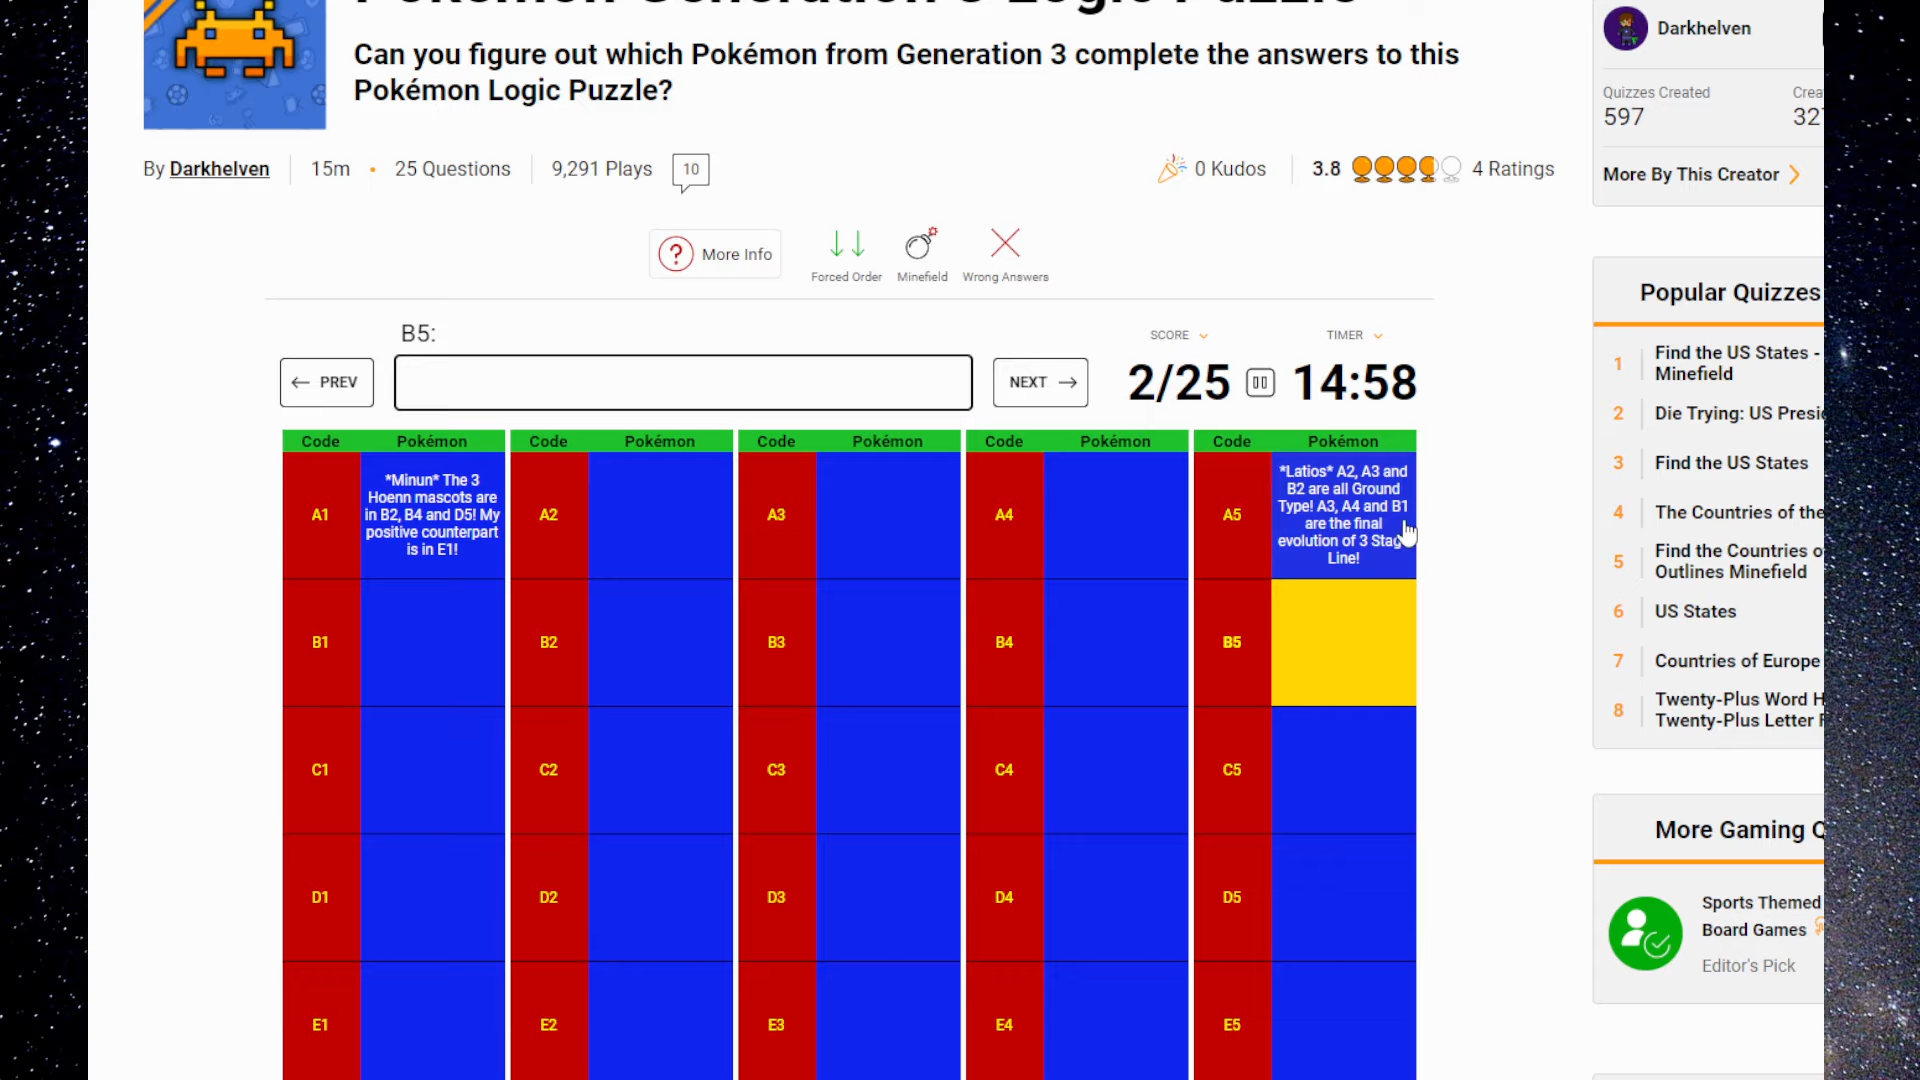 Can you figure out which Pokémon from Generation 3 complete the answers to this
Pokémon Logic Puzzle?
By Darkhelven
15m
25 Questions
9,291 Plays
10
0 Kudos
3.8
4 Ratings
More Info
Forced Order
Minefield
Wrong Answers
B5:
← PREV
NEXT →
SCORE
2/25
TIMER
14:58
Code Pokémon Code Pokémon Code Pokémon Code Pokémon Code Pokémon
A1
*Minun* The 3
Hoenn mascots are
in B2, B4 and D5! My
positive counterpart
is in E1!
A2
A3
A4
A5
*Latios* A2, A3 and
B2 are all Ground
Type! A3, A4 and B1
are the final
evolution of 3 Stag
Line!
B1 B2 B3 B4 B5
C1 C2 C3 C4 C5
D1 D2 D3 D4 D5
E1 E2 E3 E4 E5
Darkhelven
Quizzes Created
597
Crea
32
More By This Creator
Popular Quizzes
1 Find the US States -
Minefield
2 Die Trying: US Presi
3 Find the US States
4 The Countries of the
5 Find the Countries o
Outlines Minefield
6 US States
7 Countries of Europe
8 Twenty-Plus Word H
Twenty-Plus Letter
More Gaming Q
Sports Themed
Board Games
Editor's Pick